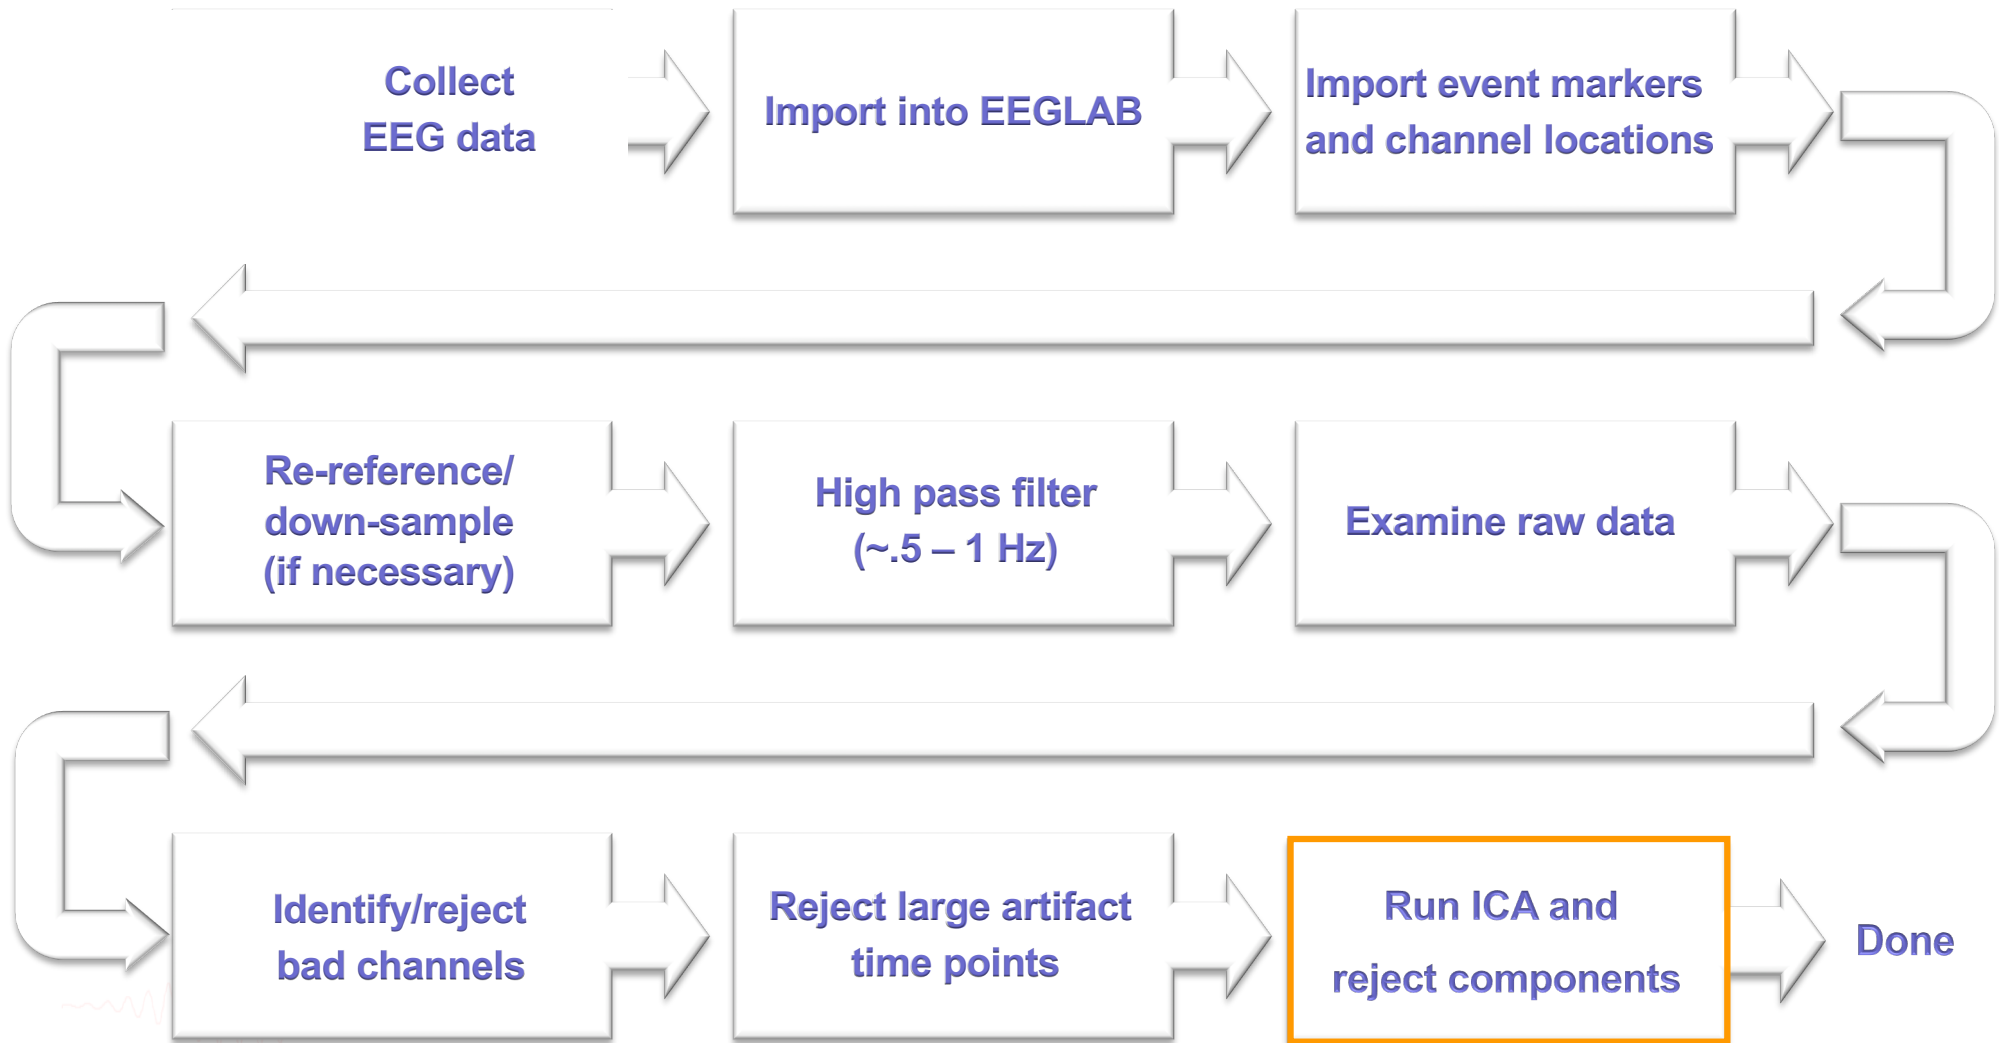 Collect
EEG data
Import into EEGLAB
Import event markers
and channel locations
Re-reference/
down-sample
(if necessary)
High pass filter
(~.5 – 1 Hz)
Examine raw data
Identify/reject
bad channels
Reject large artifact
time points
Run ICA and
reject components
Done